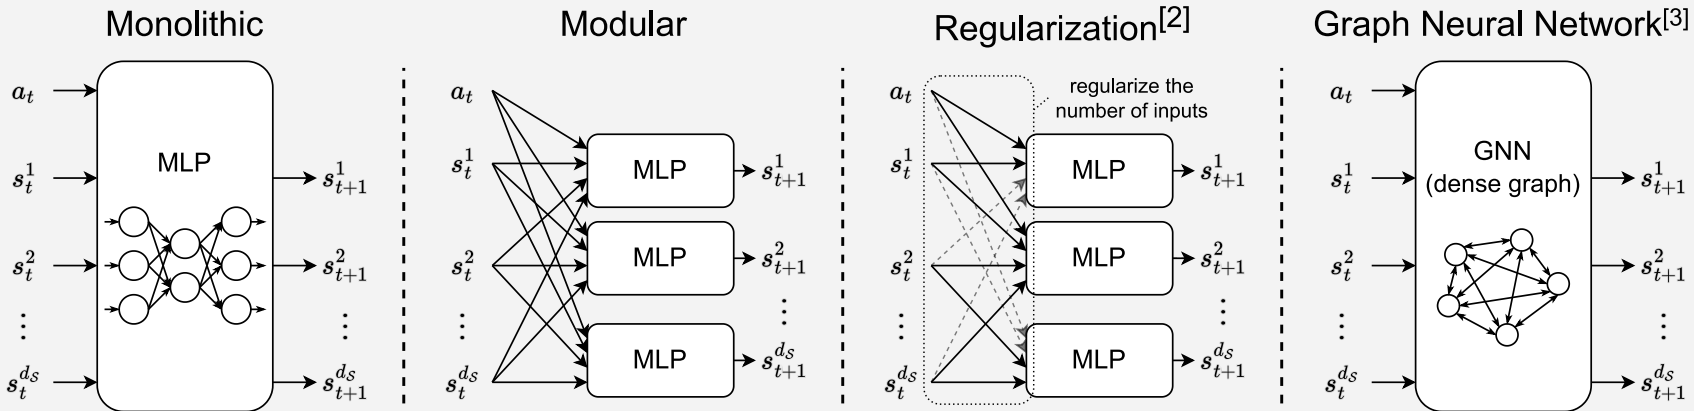 Monolithic
a_t
s_t^1
s_t^2
⋮
s_t^{d_S}
MLP
s_{t+1}^1
s_{t+1}^2
⋮
s_{t+1}^{d_S}
Modular
a_t
s_t^1
s_t^2
⋮
s_t^{d_S}
MLP
MLP
MLP
s_{t+1}^1
s_{t+1}^2
⋮
s_{t+1}^{d_S}
Regularization[2]
regularize the
number of inputs
a_t
s_t^1
s_t^2
⋮
s_t^{d_S}
MLP
MLP
MLP
s_{t+1}^1
s_{t+1}^2
⋮
s_{t+1}^{d_S}
Graph Neural Network[3]
a_t
s_t^1
s_t^2
⋮
s_t^{d_S}
GNN
(dense graph)
s_{t+1}^1
s_{t+1}^2
⋮
s_{t+1}^{d_S}